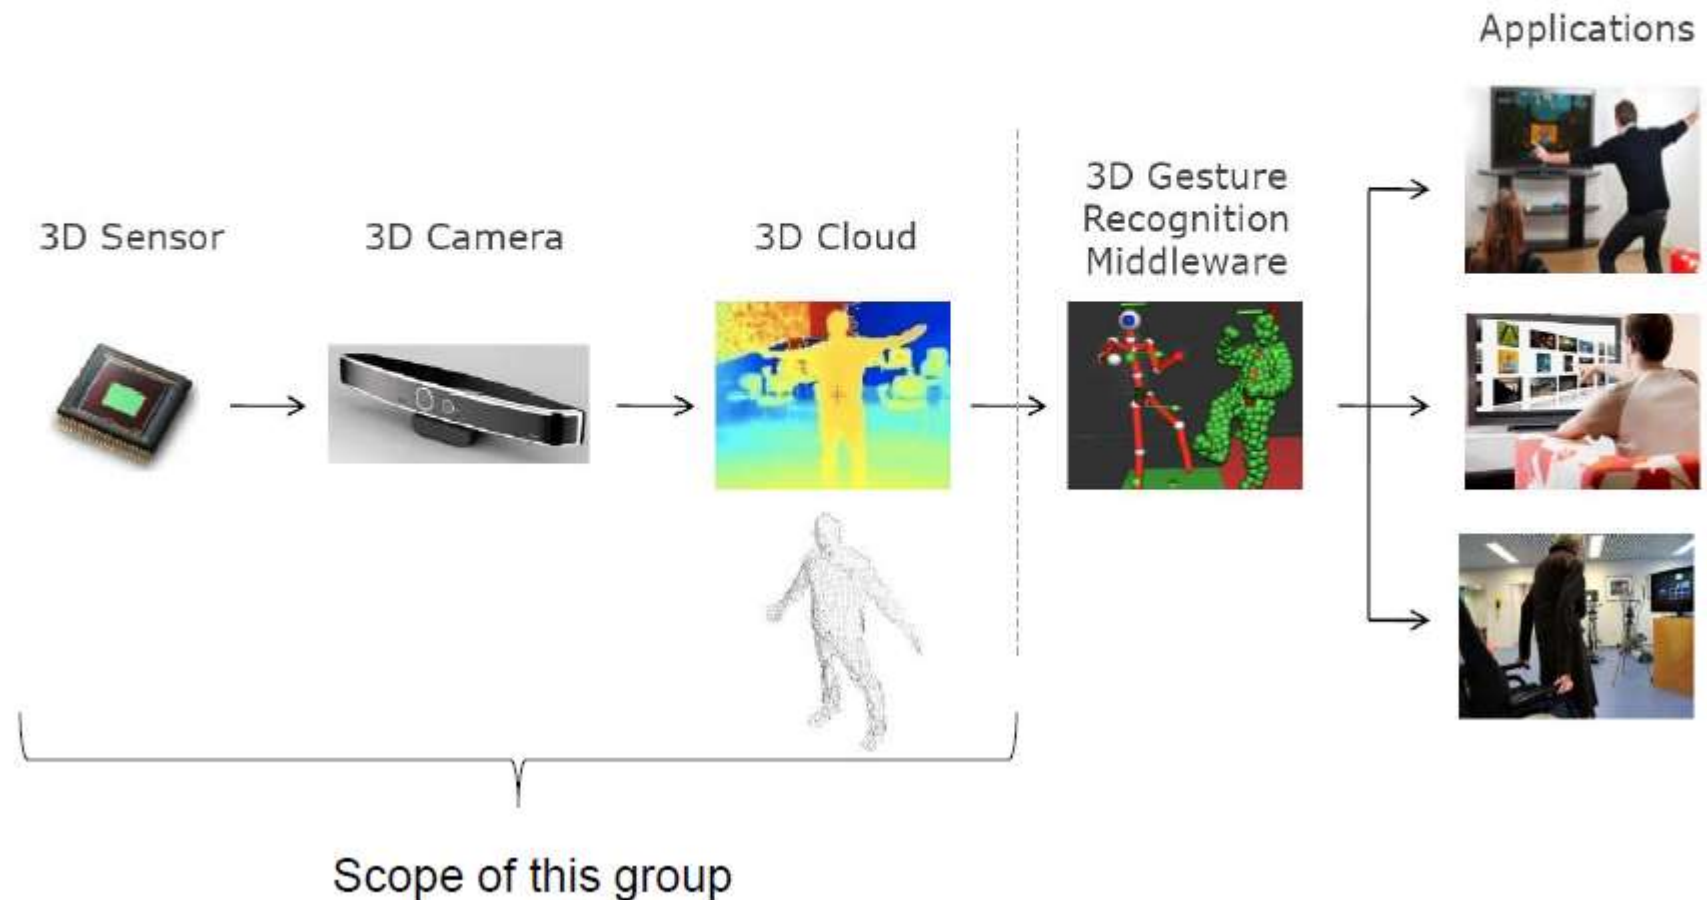 Applications
3D Sensor
3D Camera
3D Cloud
3D Gesture
Recognition
Middleware
Scope of this group